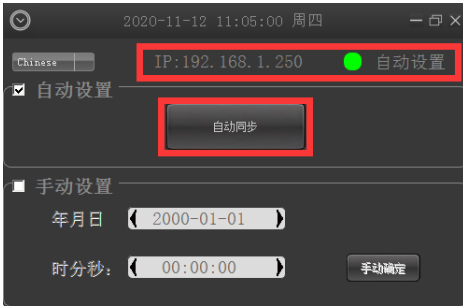 2020-11-12 11:05:00 周四
Chinese IP:192.168.1.250 自动设置
自动设置
自动同步
手动设置
年月日 2000-01-01
时分秒: 00:00:00 手动确定